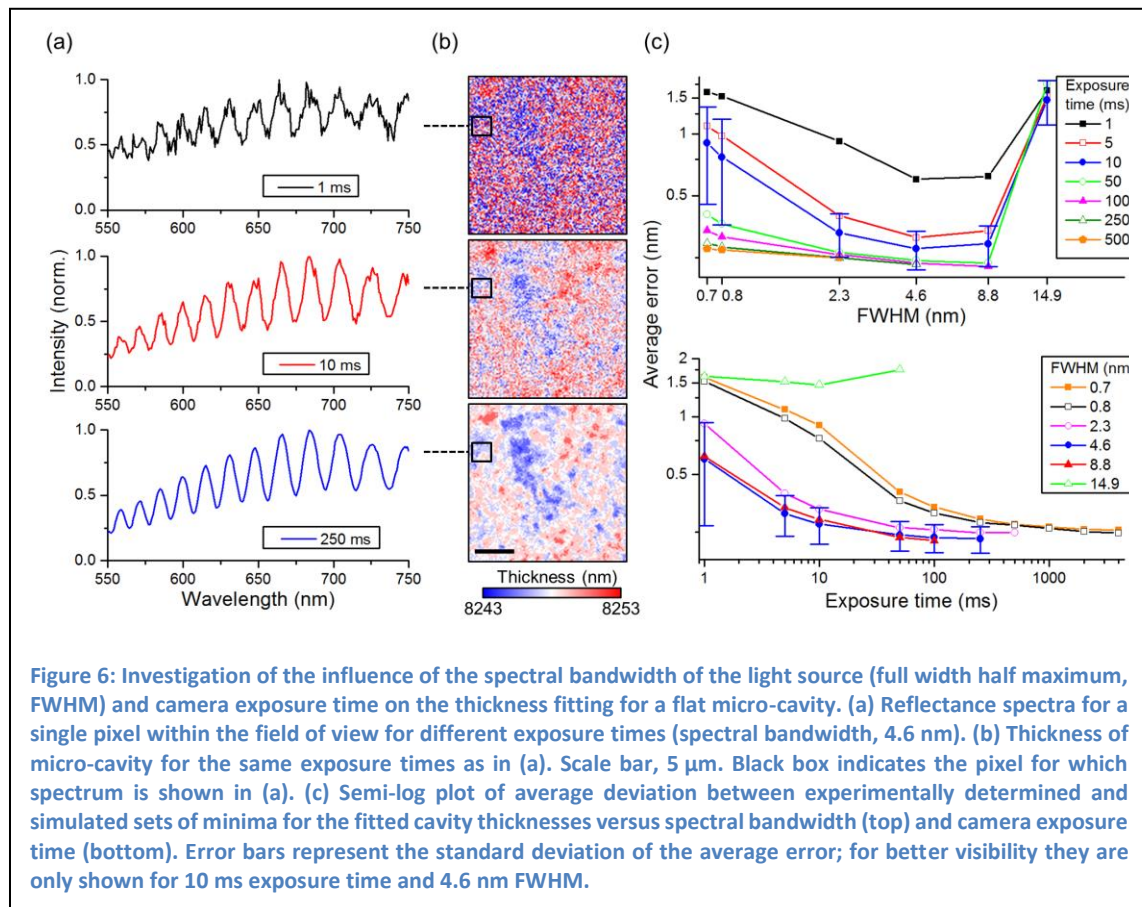 (a)
(b)
(c)
1.0
0.5
0.0
550 600 650 700 750
1 ms
1.0
0.5
0.0
550 600 650 700 750
10 ms
1.0
0.5
0.0
550 600 650 700 750
250 ms
Intensity (norm.)
Wavelength (nm)
Thickness (nm)
8243
8253
1.5
1
0.5
0.7 0.8 2.3 4.6 8.8 14.9
FWHM (nm)
Exposure
time (ms)
1
5
10
50
100
250
500
Average error (nm)
2
1.5
1
0.5
1 10 100 1000
Exposure time (ms)
FWHM (nm
0.7
0.8
2.3
4.6
8.8
14.9
Figure 6: Investigation of the influence of the spectral bandwidth of the light source (full width half maximum,
FWHM) and camera exposure time on the thickness fitting for a flat micro-cavity. (a) Reflectance spectra for a
single pixel within the field of view for different exposure times (spectral bandwidth, 4.6 nm). (b) Thickness of
micro-cavity for the same exposure times as in (a). Scale bar, 5 µm. Black box indicates the pixel for which
spectrum is shown in (a). (c) Semi-log plot of average deviation between experimentally determined and
simulated sets of minima for the fitted cavity thicknesses versus spectral bandwidth (top) and camera exposure
time (bottom). Error bars represent the standard deviation of the average error; for better visibility they are
only shown for 10 ms exposure time and 4.6 nm FWHM.